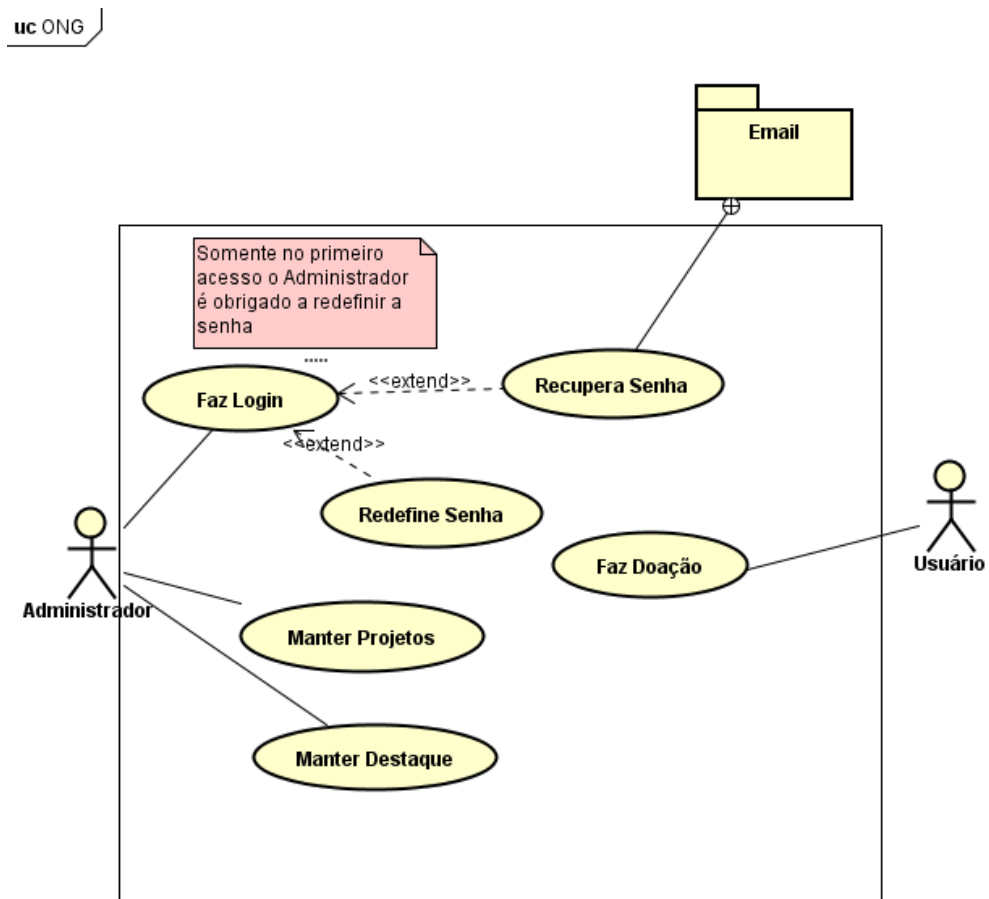 uc ONG
Email
Somente no primeiro
acesso o Administrador
é obrigado a redefinir a
senha
Faz Login
<<extend>>
Recupera Senha
<<extend>>
Redefine Senha
Faz Doação
Usuário
Administrador
Manter Projetos
Manter Destaque